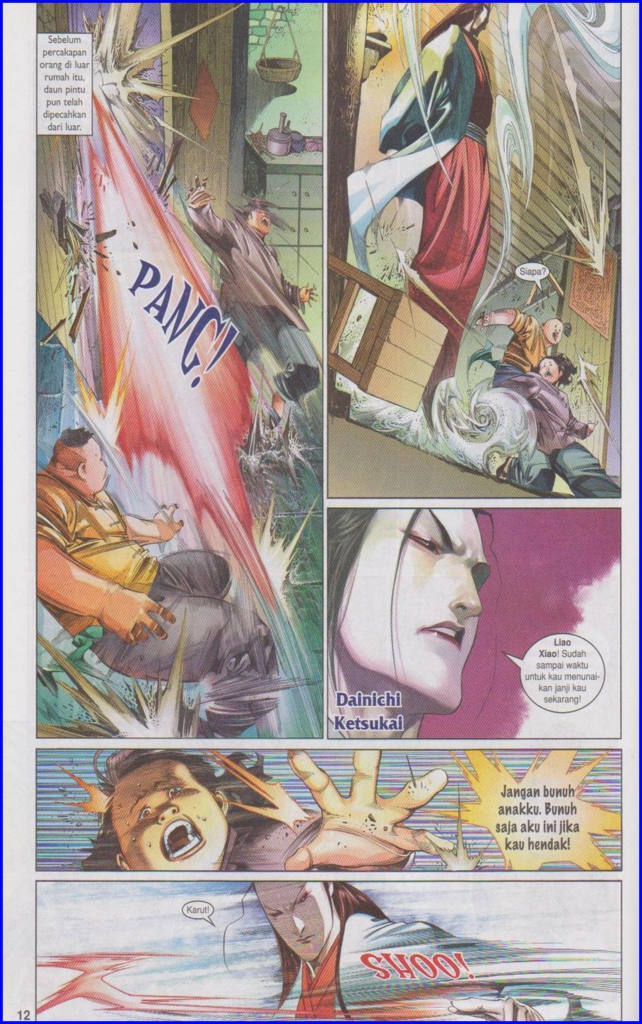 Sebelum
percakapan
orang di luar
rumah itu,
daun pintu
pun telah
dipecahkan
dari luar.
PANG!
Siapa?
Liao
Xiao! Sudah
sampai waktu
untuk kau menunai-
kan janji kau
sekarang!
Dainichi
Ketsukai
Jangan bunuh
anakku. Bunuh
saja aku ini jika
kau hendak!
Karut!
SHOO!
12